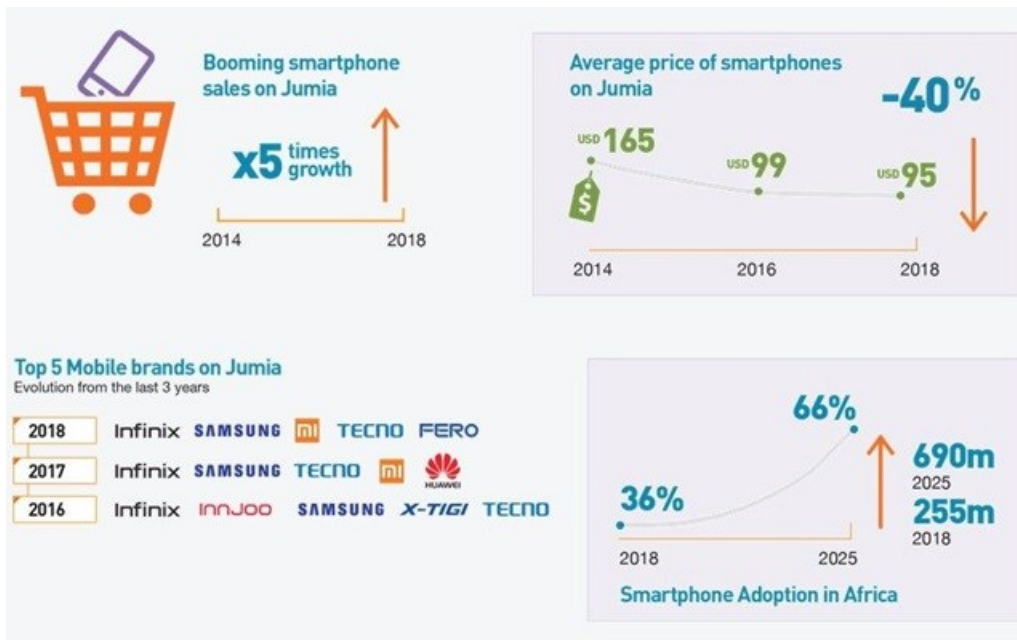 Booming smartphone
sales on Jumia
x5 times
growth
2014 2018
Average price of smartphones
on Jumia
-40%
USD 165
USD 99
USD 95
$
2014 2016 2018
Top 5 Mobile brands on Jumia
Evolution from the last 3 years
2018 Infinix SAMSUNG mi TECNO FERO
2017 Infinix SAMSUNG TECNO mi HUAWEI
2016 Infinix INNJOO SAMSUNG X-TIGI TECNO
66%
36%
690m
2025
255m
2018
2018 2025
Smartphone Adoption in Africa